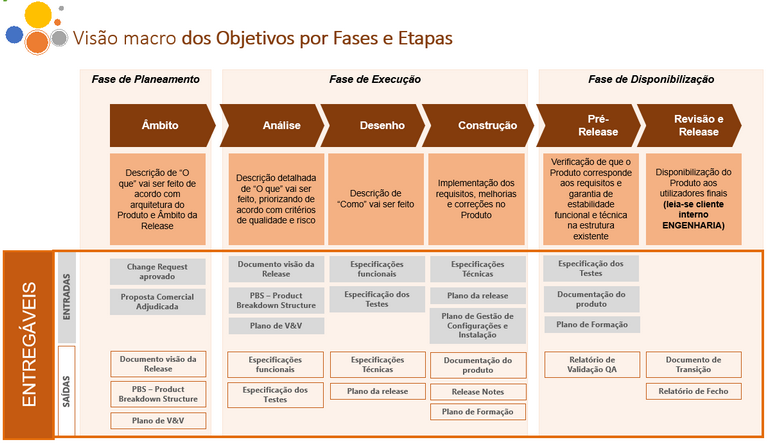 Visão macro dos Objetivos por Fases e Etapas
Fase de Planeamento
Fase de Execução
Fase de Disponibilização
Âmbito
Análise
Desenho
Construção
Pré-
Release
Revisão e
Release
Descrição de “O
que” vai ser feito de
acordo com
arquitetura do
Produto e Âmbito da
Release
Descrição detalhada
de “O que” vai ser
feito, priorizando de
acordo com critérios
de qualidade e risco
Descrição de
“Como” vai ser feito
Implementação dos
requisitos, melhorias
e correções no
Produto
Verificação de que o
Produto corresponde
aos requisitos e
garantia de
estabilidade
funcional e técnica
na estrutura
existente
Disponibilização do
Produto aos
utilizadores finais
(leia-se cliente
interno
ENGENHARIA)
ENTREGÁVEIS
ENTRADAS
Change Request
aprovado
Proposta Comercial
Adjudicada
Documento visão da
Release
PBS – Product
Breakdown Structure
Plano de V&V
Especificações
funcionais
Especificação dos
Testes
Especificações
Técnicas
Plano da release
Plano de Gestão de
Configurações e
Instalação
Especificação dos
Testes
Documentação do
produto
Plano de Formação
SAÍDAS
Documento visão da
Release
PBS – Product
Breakdown Structure
Plano de V&V
Especificações
funcionais
Especificação dos
Testes
Especificações
Técnicas
Plano da release
Documentação do
produto
Release Notes
Plano de Formação
Relatório de
Validação QA
Documento de
Transição
Relatório de Fecho